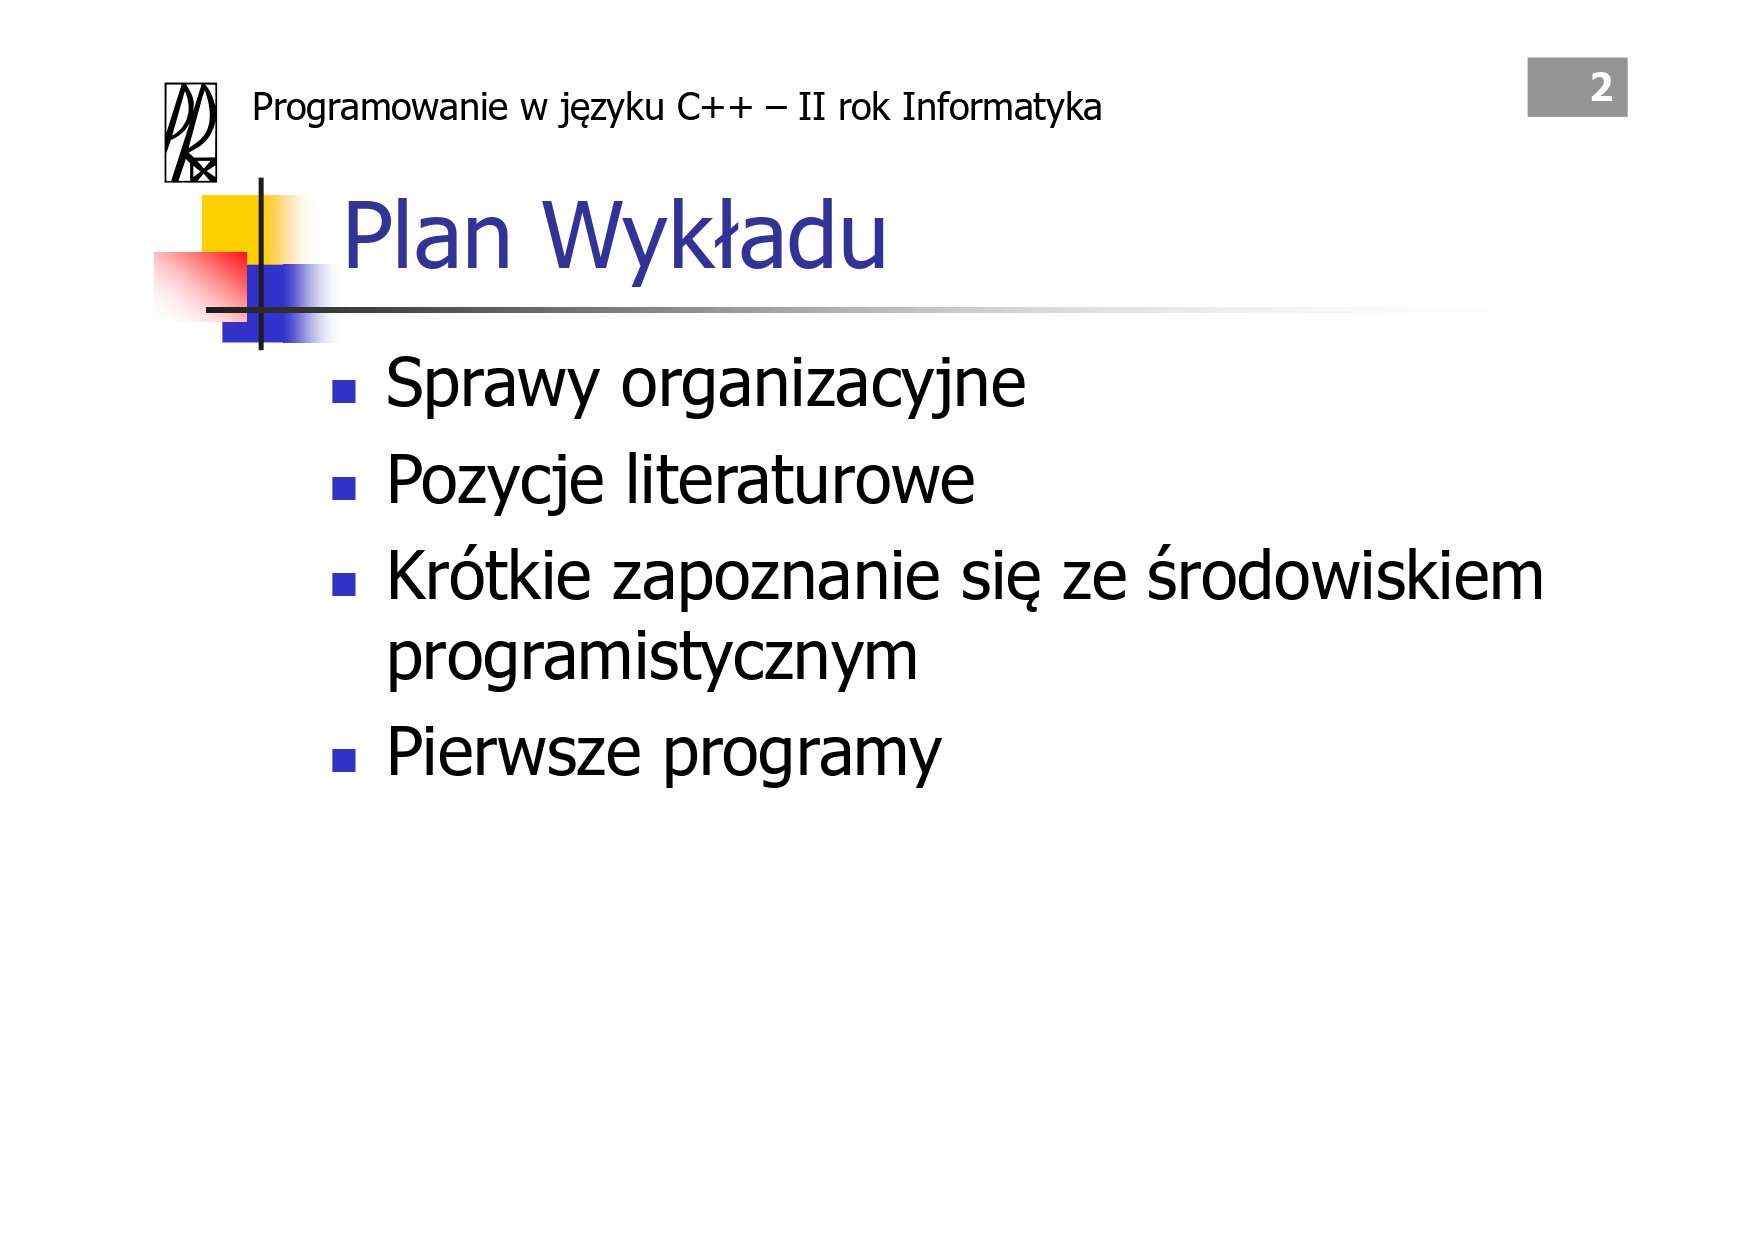 Programowanie w języku C++ – II rok Informatyka
2
Plan Wykładu
Sprawy organizacyjne
Pozycje literaturowe
Krótkie zapoznanie się ze środowiskiem
programistycznym
Pierwsze programy